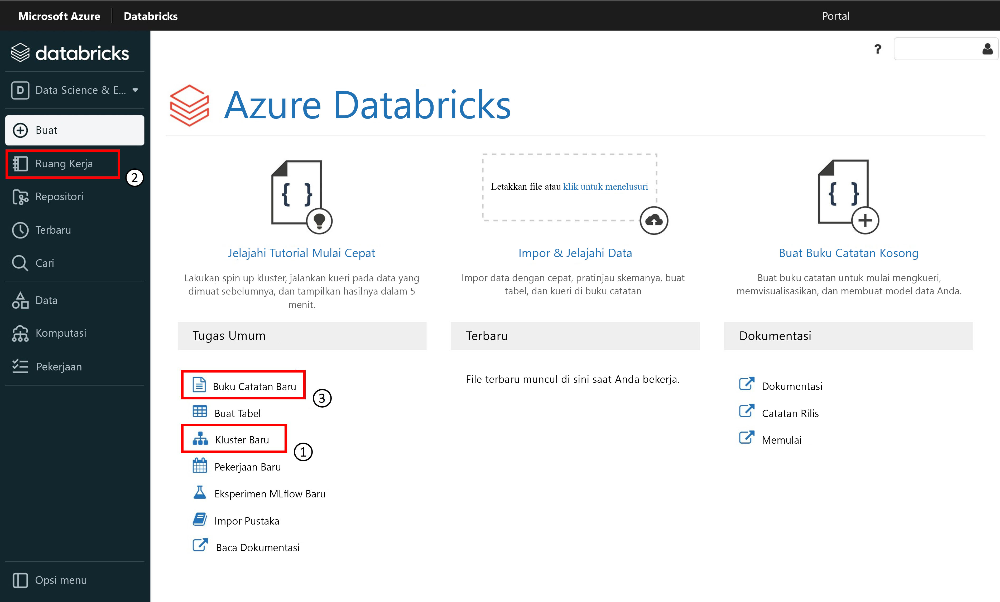 Microsoft Azure | Databricks
Portal
databricks
?
D Data Science & E...
Buat
Ruang Kerja
2
Repositori
Terbaru
Cari
Data
Komputasi
Pekerjaan
Opsi menu
Azure Databricks
{ }
Jelajahi Tutorial Mulai Cepat
Lakukan spin up kluster, jalankan kueri pada data yang
dimuat sebelumnya, dan tampilkan hasilnya dalam 5
menit.
Letakkan file atau klik untuk menelusuri
Impor & Jelajahi Data
Impor data dengan cepat, pratinjau skemanya, buat
tabel, dan kueri di buku catatan
{ }
Buat Buku Catatan Kosong
Buat buku catatan untuk mulai mengkueri,
memvisualisasikan, dan membuat model data Anda.
Tugas Umum
Buku Catatan Baru
3
Buat Tabel
Kluster Baru
1
Pekerjaan Baru
Eksperimen MLflow Baru
Impor Pustaka
Baca Dokumentasi
Terbaru
File terbaru muncul di sini saat Anda bekerja.
Dokumentasi
Dokumentasi
Catatan Rilis
Memulai